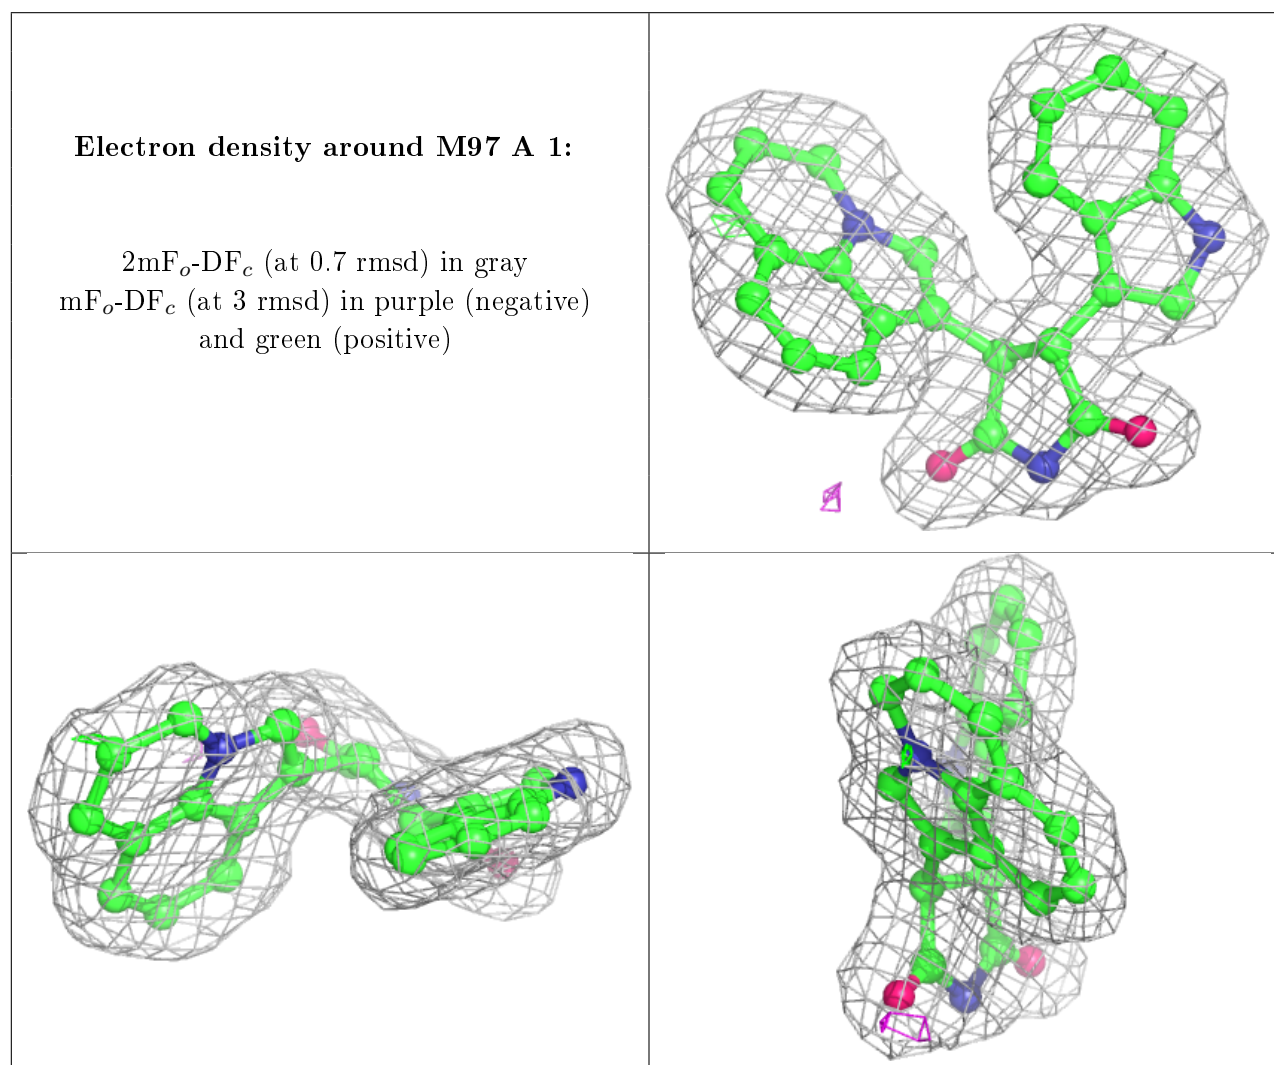 Electron density around M97 A 1:
2mFo-DFc (at 0.7 rmsd) in gray
mFo-DFc (at 3 rmsd) in purple (negative)
and green (positive)